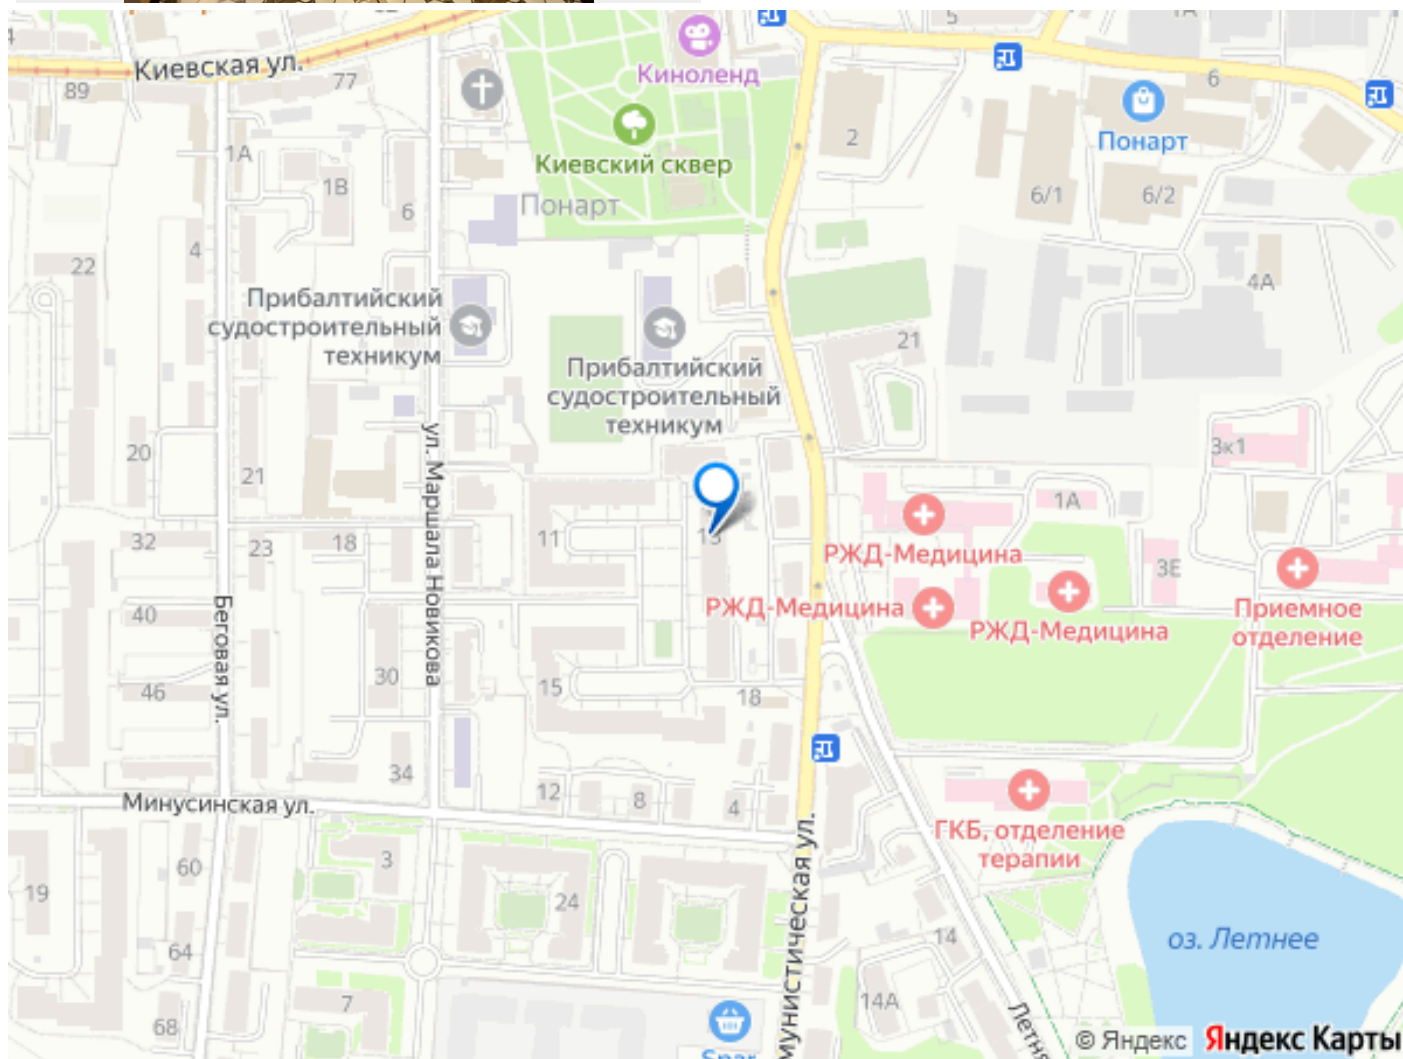 5
1А
Киевская ул.
77
89
Киноленд
6
2
Понарт
Киевский сквер
1А
1В
6
6/1
6/2
Понарт
4
22
4А
Прибалтийский
судостроительный
техникум
21
Прибалтийский
судостроительный
техникум
20
21
ул. Маршала Новикова
3к1
1А
32
23
18
11
13
РЖД-Медицина
3Е
РЖД-Медицина
РЖД-Медицина
Приемное
отделение
40
Беговая ул.
46
30
15
18
34
Минусинская ул.
12
8
4
ГКБ, отделение
терапии
3
60
19
24
мунистическая ул.
14
оз. Летнее
64
7
14А
68
Летня
Spar
© Яндекс Яндекс Карты